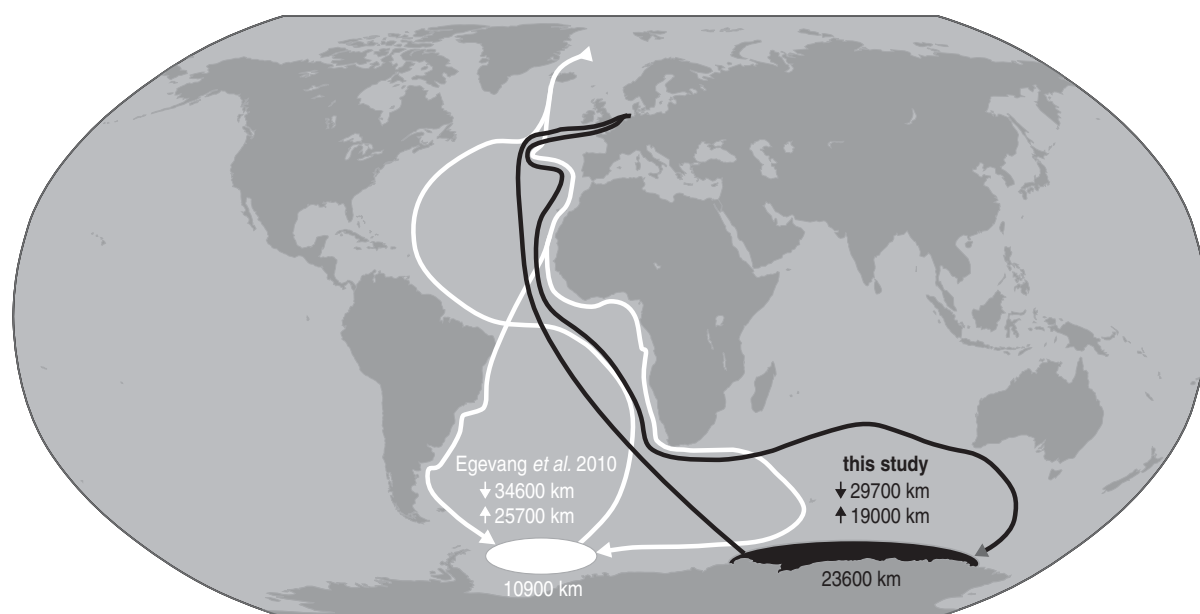 Egevang et al. 2010
↓34600 km
↑25700 km
10900 km
this study
↓29700 km
↑19000 km
23600 km